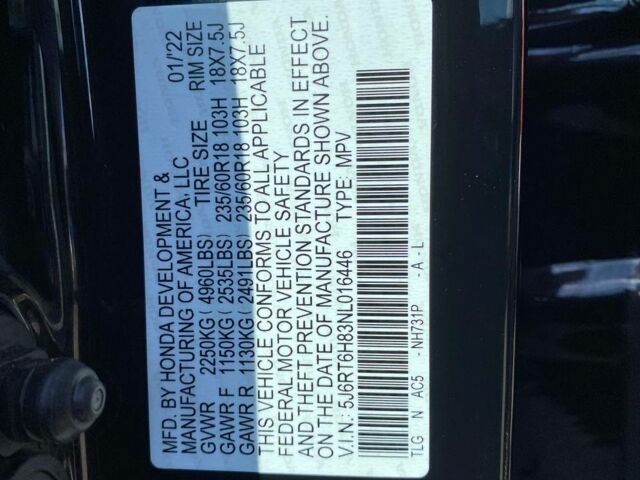 MFD. BY HONDA DEVELOPMENT &
MANUFACTURING OF AMERICA, LLC 01/'22
GVWR 2250KG( 4960LBS) TIRE SIZE RIM SIZE
GAWR F 1150KG( 2535LBS) 235/60R18 103H 18X7.5J
GAWR R 1130KG( 2491LBS) 235/60R18 103H 18X7.5J
THIS VEHICLE CONFORMS TO ALL APPLICABLE
FEDERAL MOTOR VEHICLE SAFETY
AND THEFT PREVENTION STANDARDS IN EFFECT
ON THE DATE OF MANUFACTURE SHOWN ABOVE.
V.I.N: 5J6RT6H83NL016446 TYPE: MPV
TLG N AC5 -NH731P -A-L